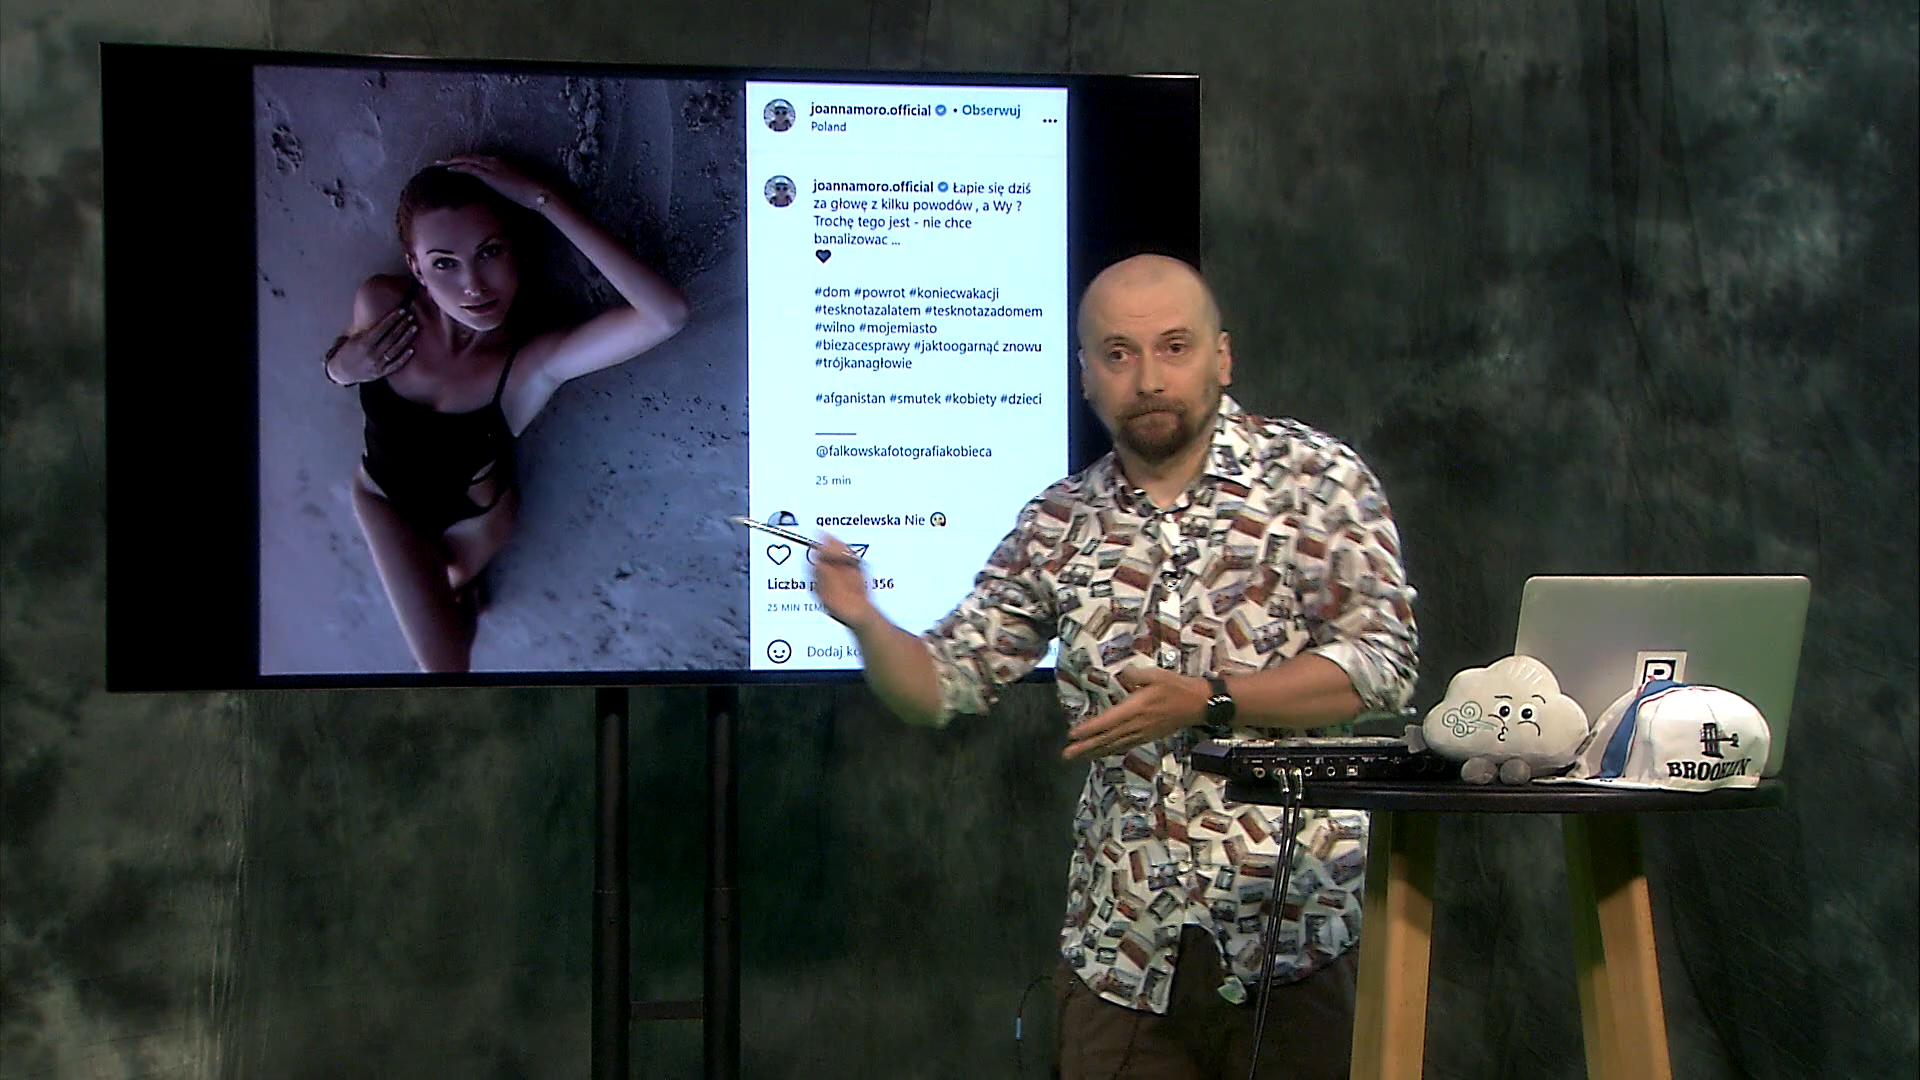 joannamoro.official • Obserwuj
Poland
joannamoro.official Łapie się dziś
za głowę z kilku powodów , a Wy ?
Trochę tego jest - nie chce
banalizowac ...
#dom #powrot #koniecwakacji
#tesknotazalatem #tesknotazadomem
#wilno #mojemiasto
#biezacesprawy #jaktoogarnąć znowu
#trójkanagłowie
#afganistan #smutek #kobiety #dzieci
@falkowskafotografiakobieca
25 min
genczelewska Nie
Liczba 356
25 MIN
Dodaj
BROOKLYN